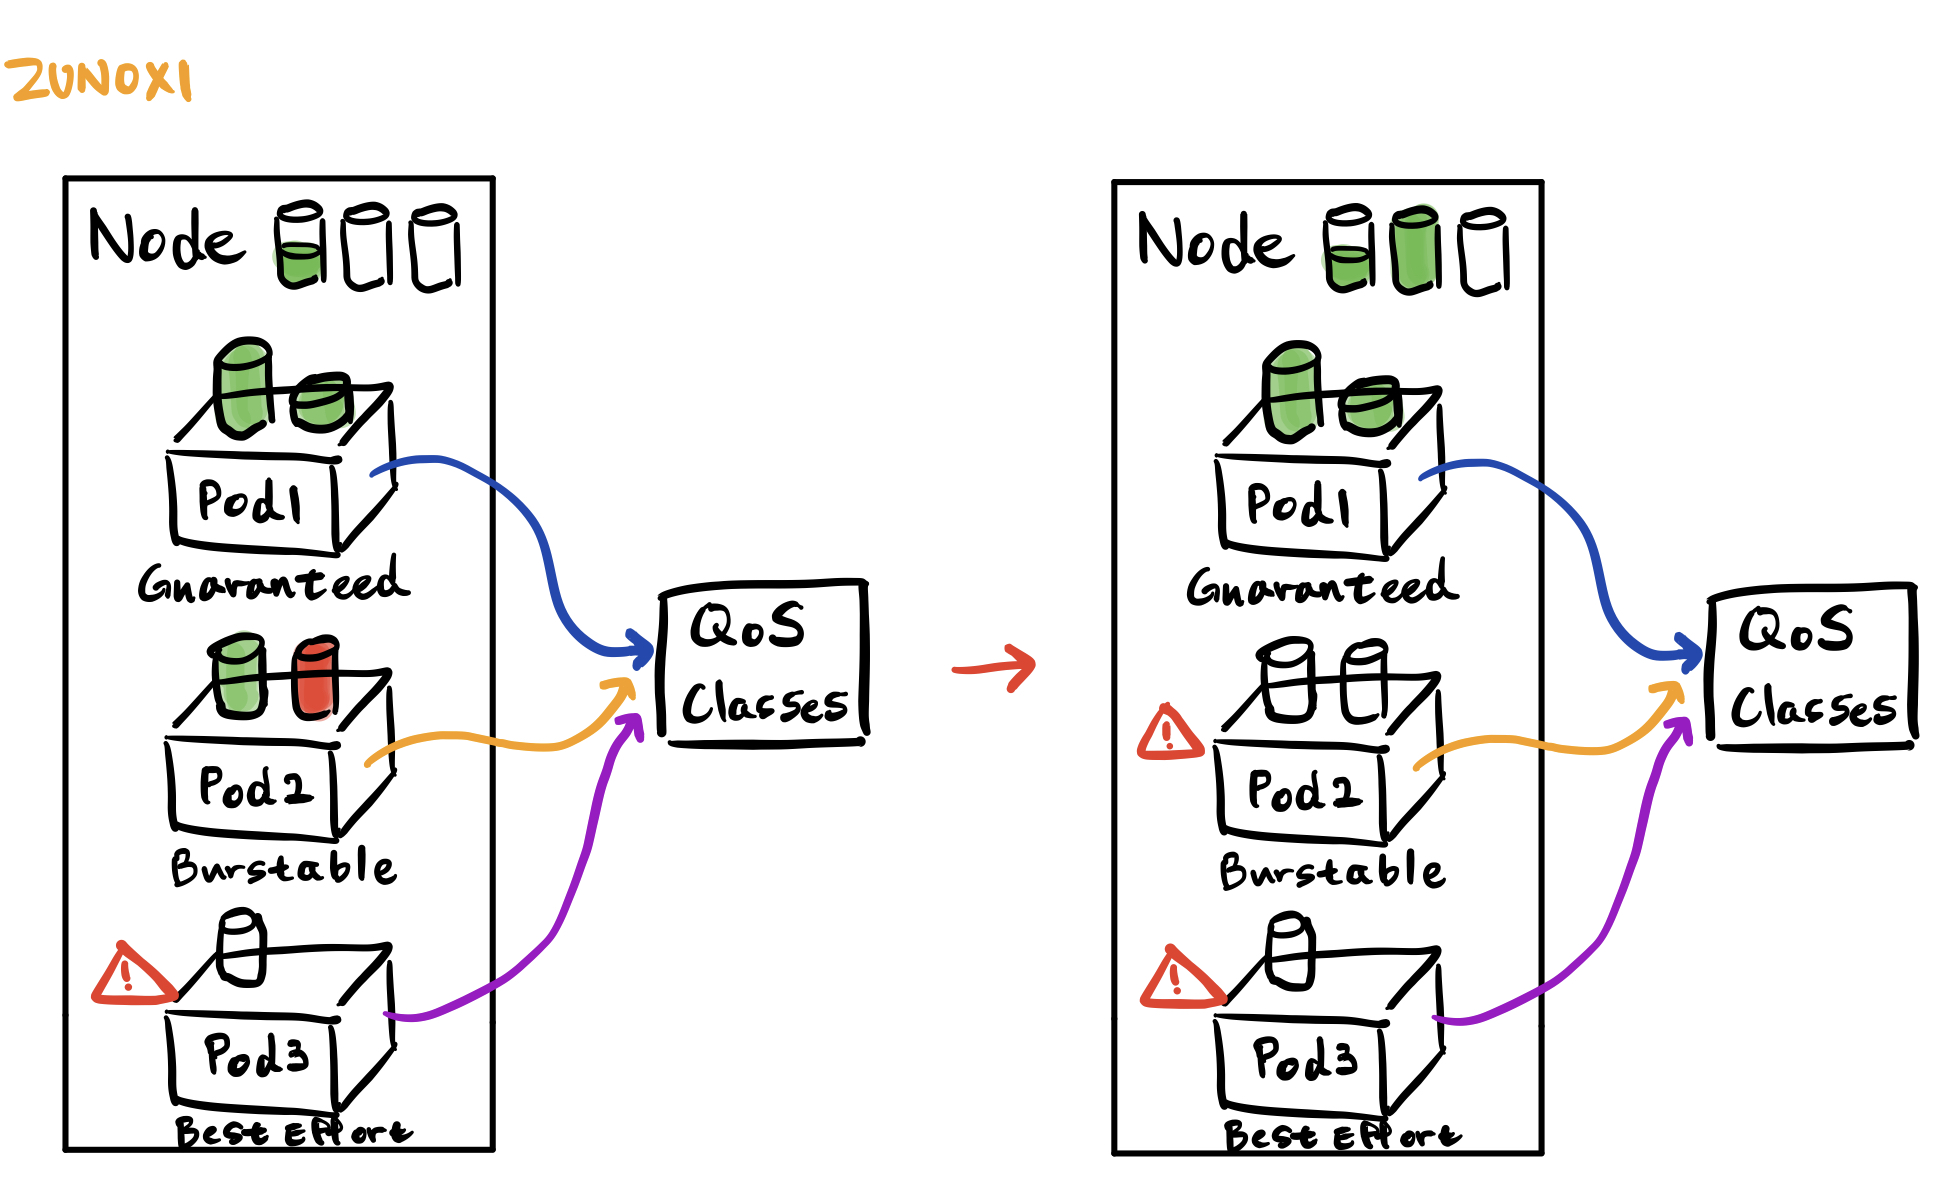 ZUNOXI
Node
Pod1
Guaranteed
Pod2
Burstable
!
Pod3
Best Effort
QoS
Classes
Node
Pod1
Guaranteed
!
Pod2
Burstable
!
Pod3
Best Effort
QoS
Classes